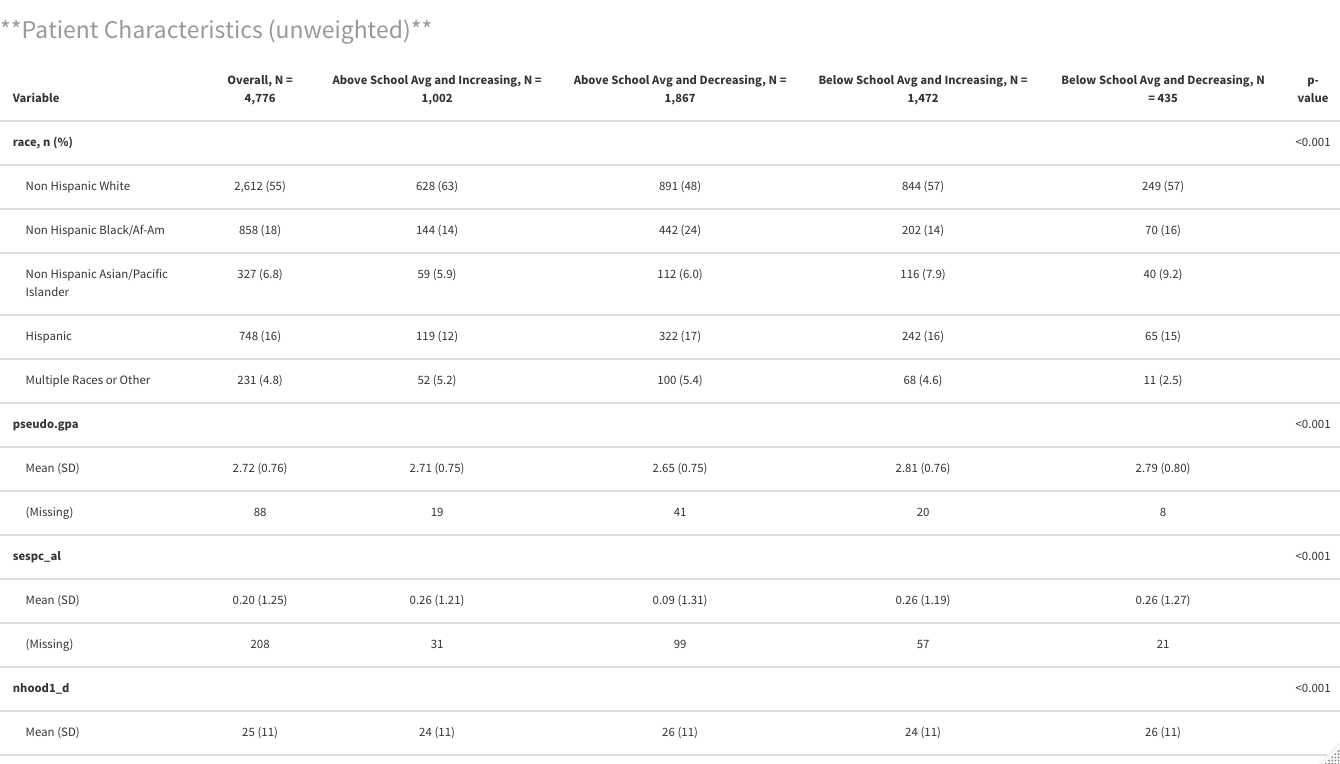 **Patient Characteristics (unweighted)**
Variable Overall, N = 4,776 Above School Avg and Increasing, N = 1,002 Above School Avg and Decreasing, N = 1,867 Below School Avg and Increasing, N = 1,472 Below School Avg and Decreasing, N = 435 p-value
race, n (%) <0.001
Non Hispanic White 2,612 (55) 628 (63) 891 (48) 844 (57) 249 (57)
Non Hispanic Black/Af-Am 858 (18) 144 (14) 442 (24) 202 (14) 70 (16)
Non Hispanic Asian/Pacific Islander 327 (6.8) 59 (5.9) 112 (6.0) 116 (7.9) 40 (9.2)
Hispanic 748 (16) 119 (12) 322 (17) 242 (16) 65 (15)
Multiple Races or Other 231 (4.8) 52 (5.2) 100 (5.4) 68 (4.6) 11 (2.5)
pseudo.gpa <0.001
Mean (SD) 2.72 (0.76) 2.71 (0.75) 2.65 (0.75) 2.81 (0.76) 2.79 (0.80)
(Missing) 88 19 41 20 8
sespc_al <0.001
Mean (SD) 0.20 (1.25) 0.26 (1.21) 0.09 (1.31) 0.26 (1.19) 0.26 (1.27)
(Missing) 208 31 99 57 21
nhood1_d <0.001
Mean (SD) 25 (11) 24 (11) 26 (11) 24 (11) 26 (11)